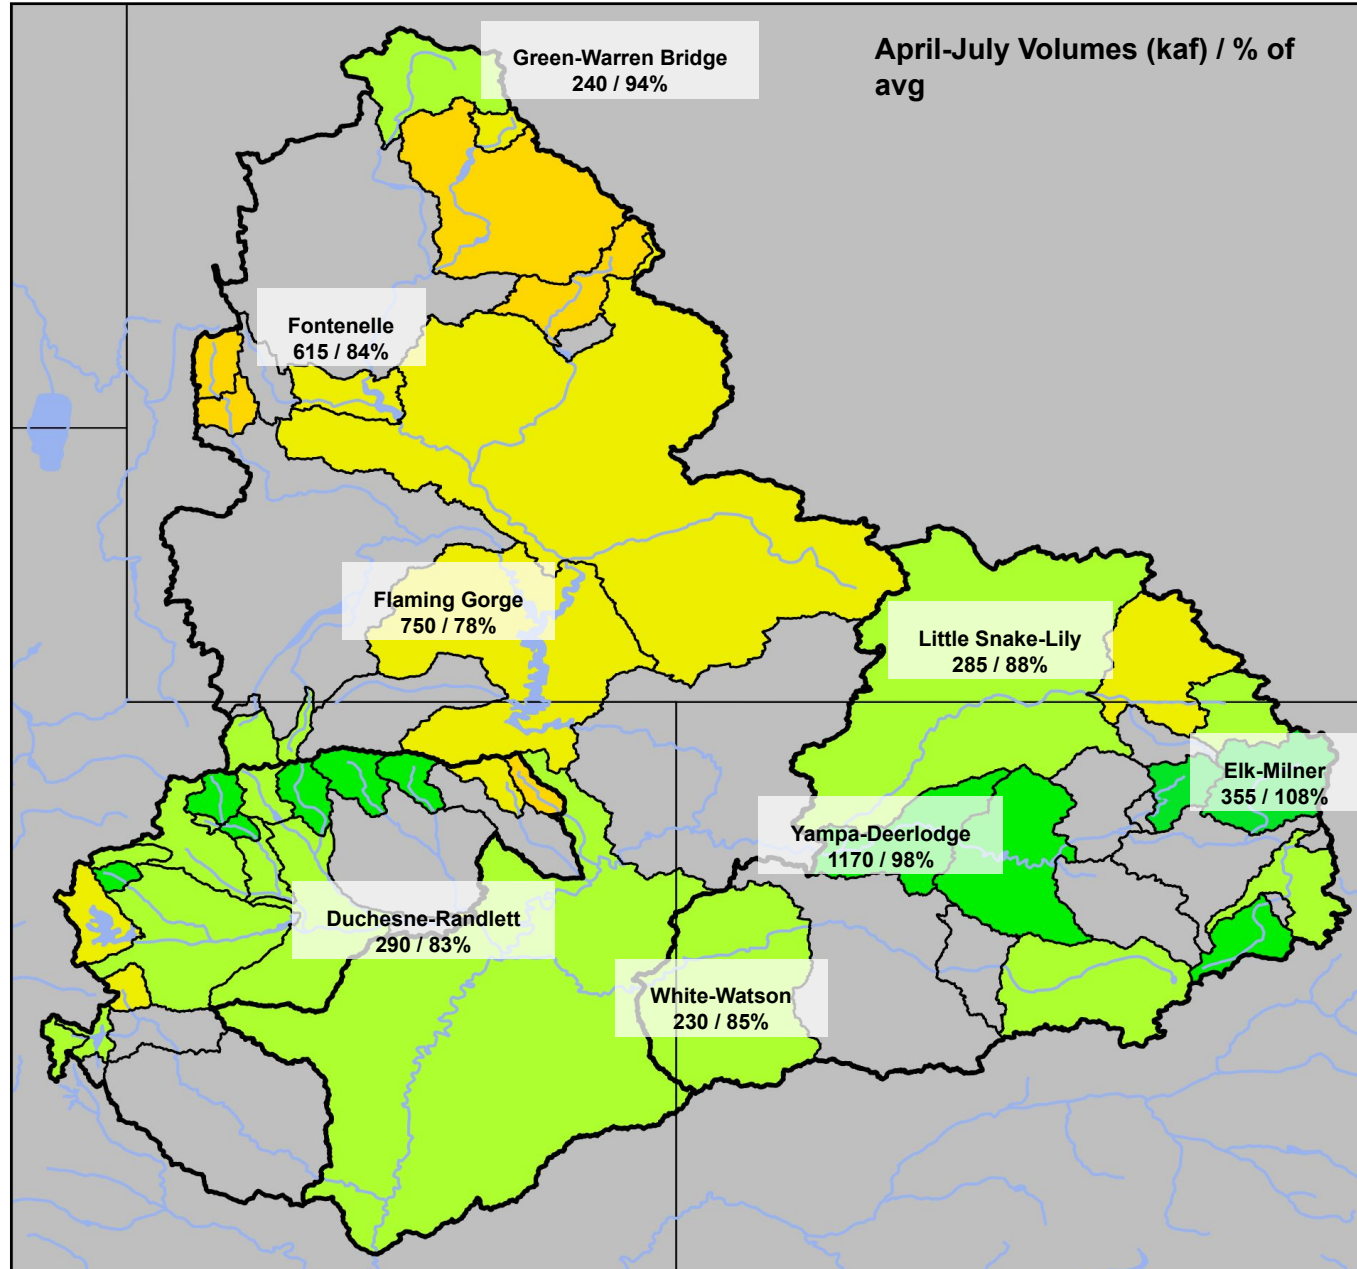 April-July Volumes (kaf) / % of
avg
Green-Warren Bridge
240 / 94%
Fontenelle
615 / 84%
Flaming Gorge
750 / 78%
Little Snake-Lily
285 / 88%
Elk-Milner
355 / 108%
Yampa-Deerlodge
1170 / 98%
Duchesne-Randlett
290 / 83%
White-Watson
230 / 85%